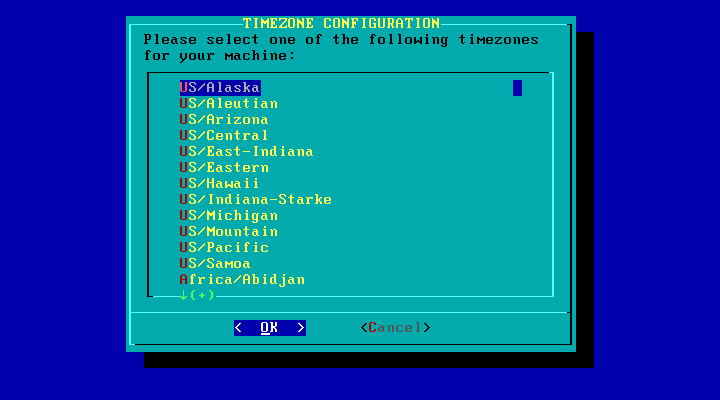 TIMEZONE CONFIGURATION
Please select one of the following timezones
for your machine:
US/Alaska
US/Aleutian
US/Arizona
US/Central
US/East-Indiana
US/Eastern
US/Hawaii
US/Indiana-Starke
US/Michigan
US/Mountain
US/Pacific
US/Samoa
Africa/Abidjan
↓(+)
< OK > <Cancel>